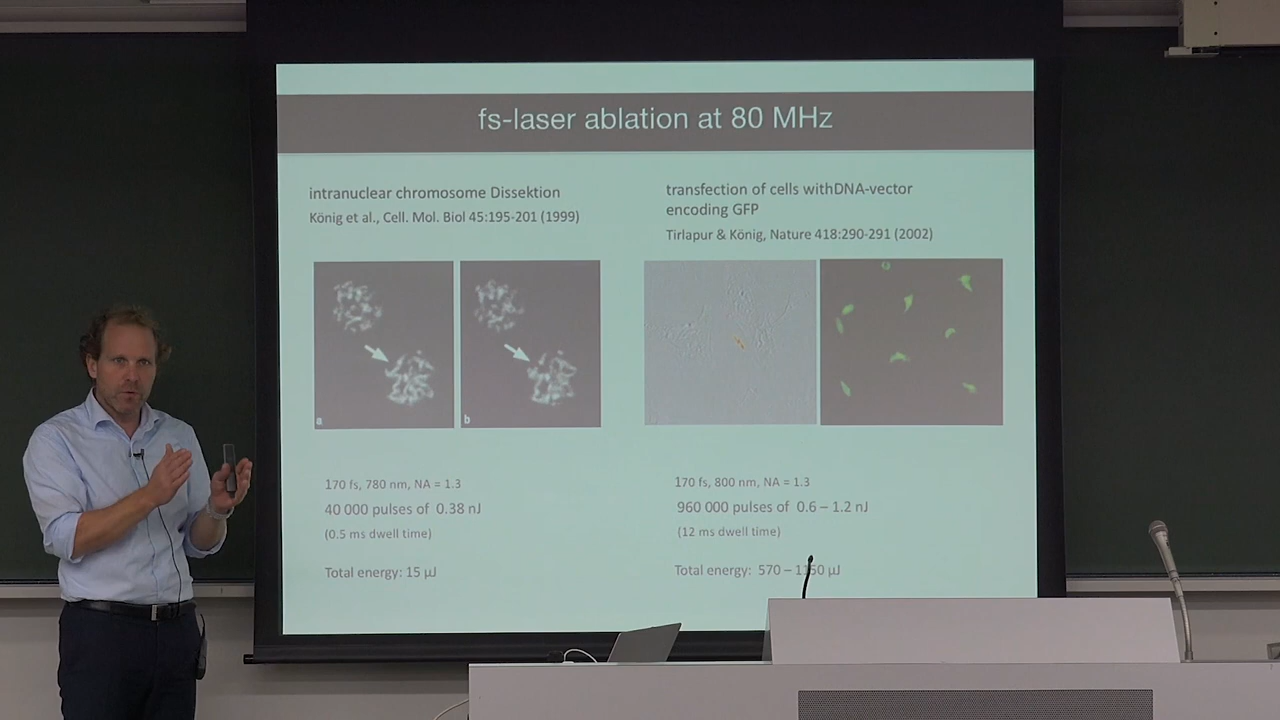 fs-laser ablation at 80 MHz
intranuclear chromosome Dissektion
König et al., Cell. Mol. Biol 45:195-201 (1999)
transfection of cells withDNA-vector
encoding GFP
Tirlapur & König, Nature 418:290-291 (2002)
a
b
170 fs, 780 nm, NA = 1.3
40 000 pulses of 0.38 nJ
(0.5 ms dwell time)
Total energy: 15 µJ
170 fs, 800 nm, NA = 1.3
960 000 pulses of 0.6 – 1.2 nJ
(12 ms dwell time)
Total energy: 570 – 1150 µJ